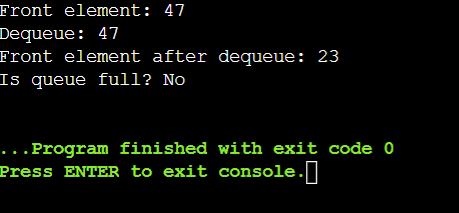 Front element: 47
Dequeue: 47
Front element after dequeue: 23
Is queue full? No
...Program finished with exit code 0
Press ENTER to exit console.